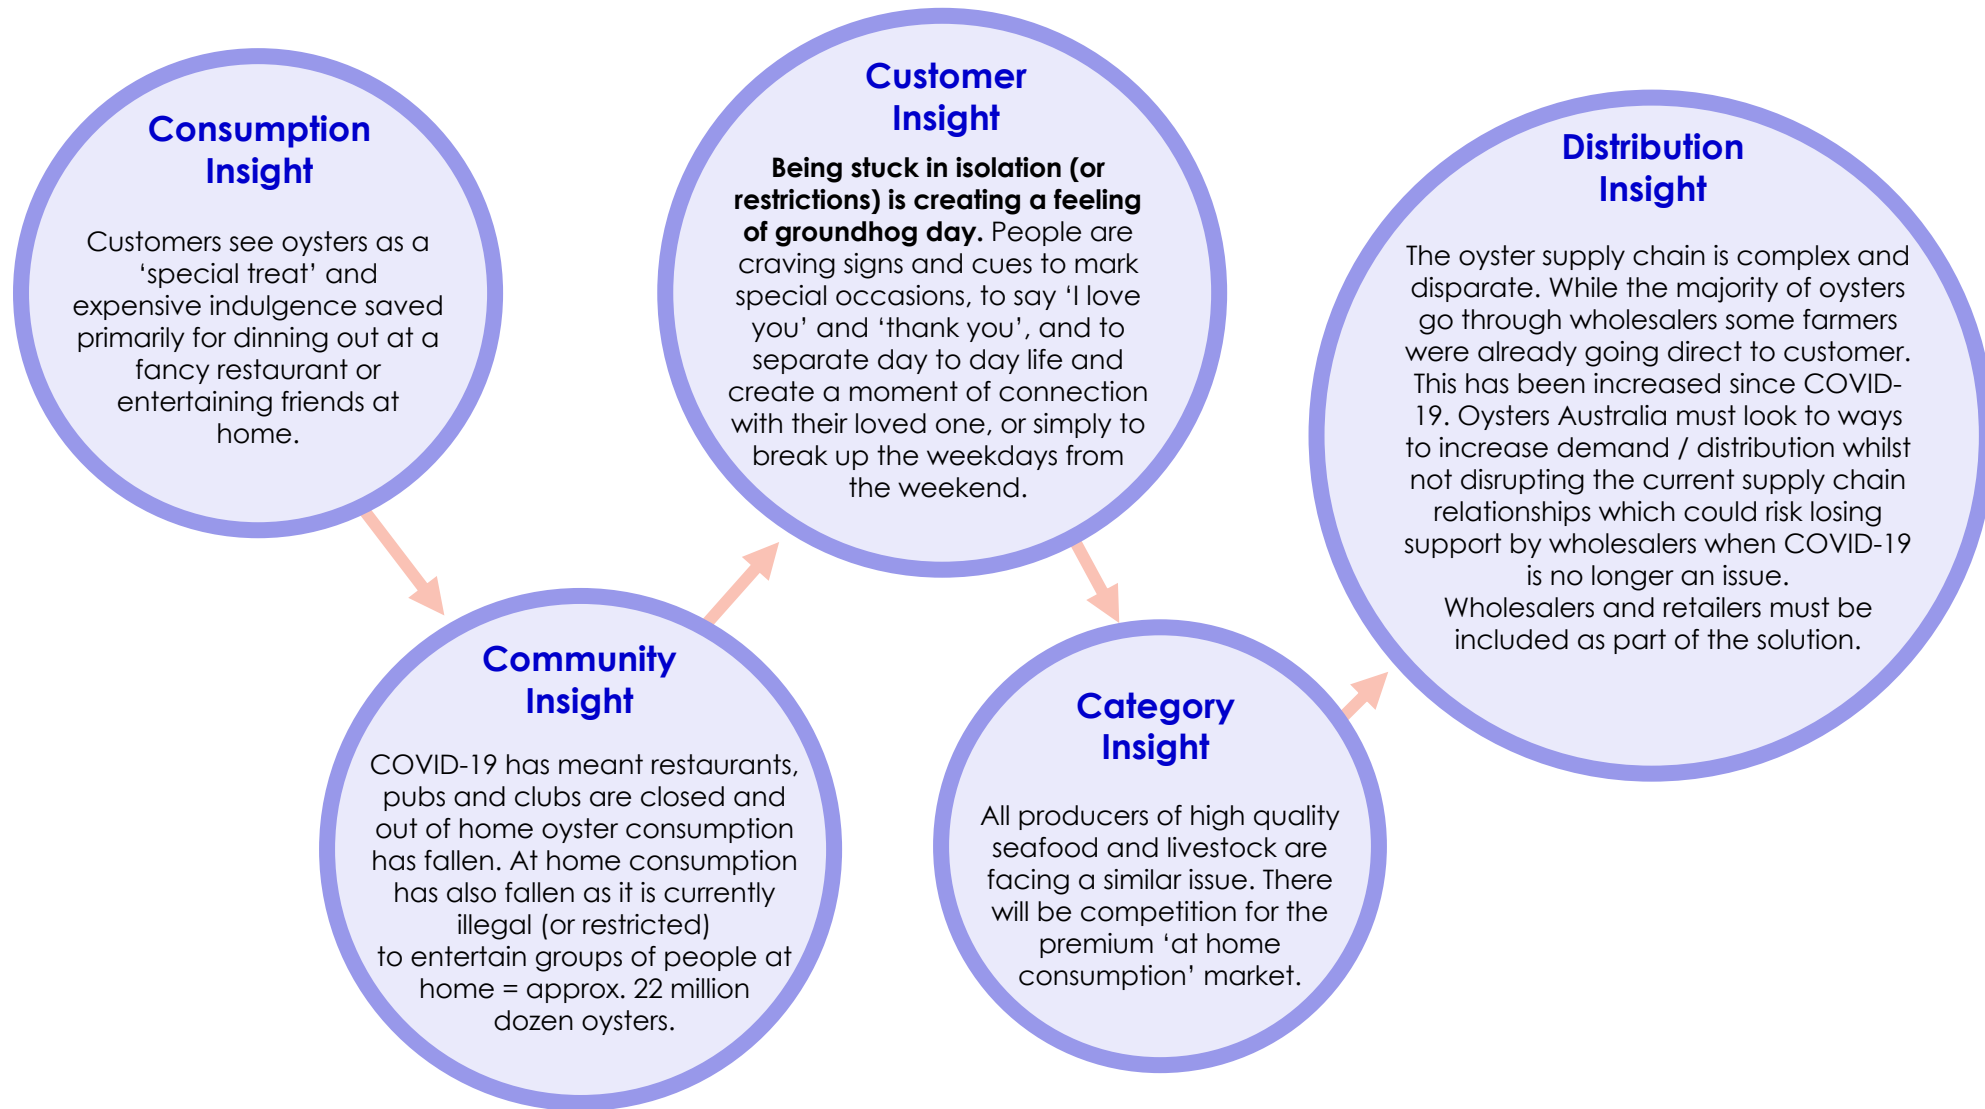 Consumption
Insight
Customers see oysters as a
‘special treat’ and
expensive indulgence saved
primarily for dinning out at a
fancy restaurant or
entertaining friends at
home.
Community
Insight
COVID-19 has meant restaurants,
pubs and clubs are closed and
out of home oyster consumption
has fallen. At home consumption
has also fallen as it is currently
illegal (or restricted)
to entertain groups of people at
home = approx. 22 million
dozen oysters.
Customer
Insight
Being stuck in isolation (or
restrictions) is creating a feeling
of groundhog day. People are
craving signs and cues to mark
special occasions, to say ‘I love
you’ and ‘thank you’, and to
separate day to day life and
create a moment of connection
with their loved one, or simply to
break up the weekdays from
the weekend.
Category
Insight
All producers of high quality
seafood and livestock are
facing a similar issue. There
will be competition for the
premium ‘at home
consumption’ market.
Distribution
Insight
The oyster supply chain is complex and
disparate. While the majority of oysters
go through wholesalers some farmers
were already going direct to customer.
This has been increased since COVID-
19. Oysters Australia must look to ways
to increase demand / distribution whilst
not disrupting the current supply chain
relationships which could risk losing
support by wholesalers when COVID-19
is no longer an issue.
Wholesalers and retailers must be
included as part of the solution.